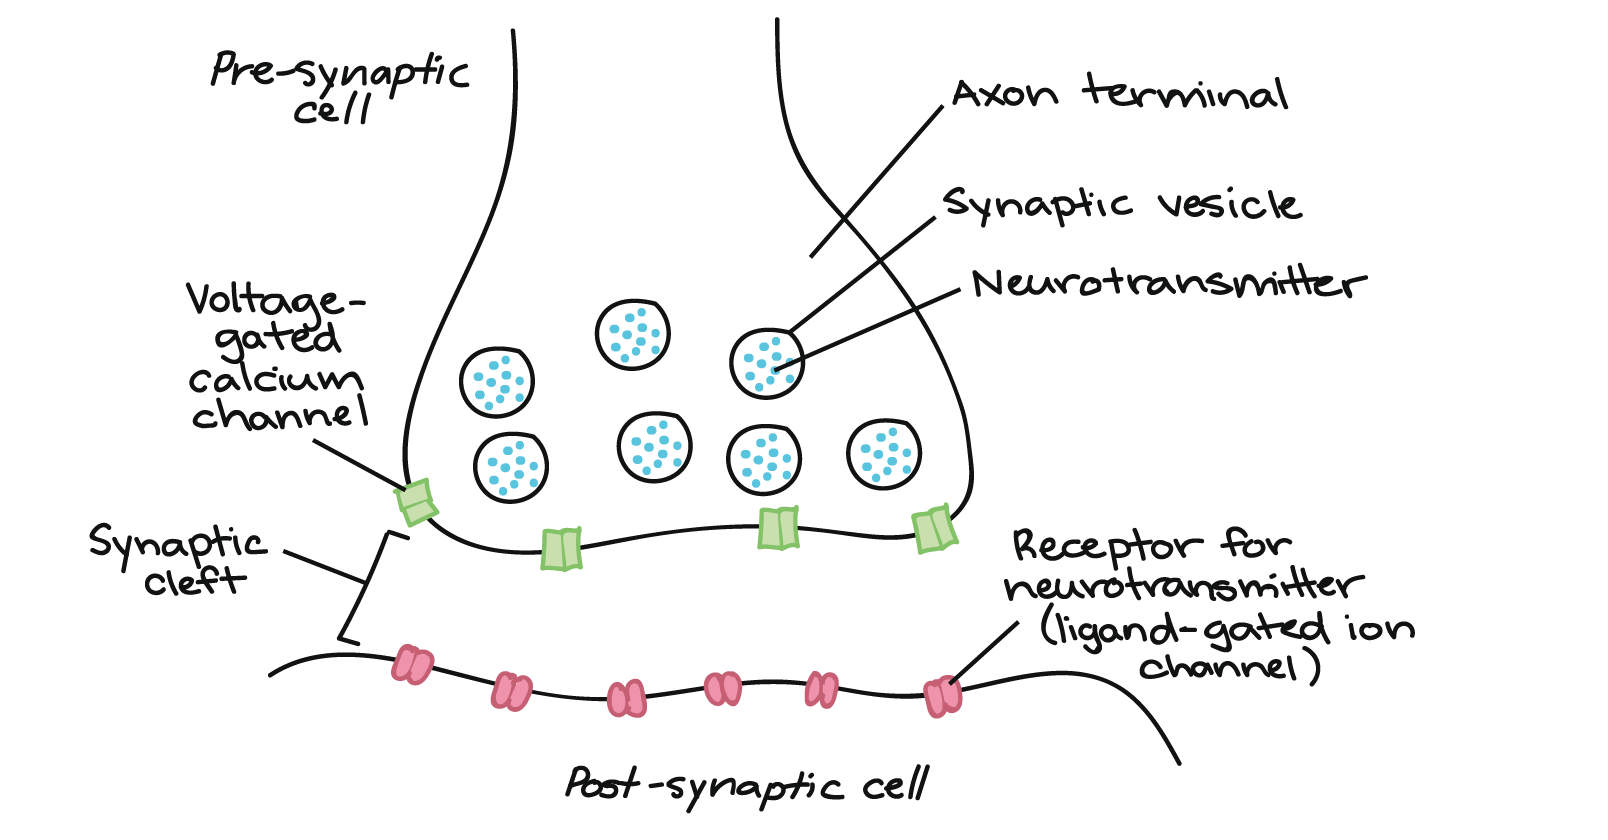 Pre-synaptic
cell
Axon terminal
Synaptic vesicle
Neurotransmitter
Voltage-
gated
calcium
channel
Synaptic
cleft
Receptor for
neurotransmitter
(ligand-gated ion
channel)
Post-synaptic cell